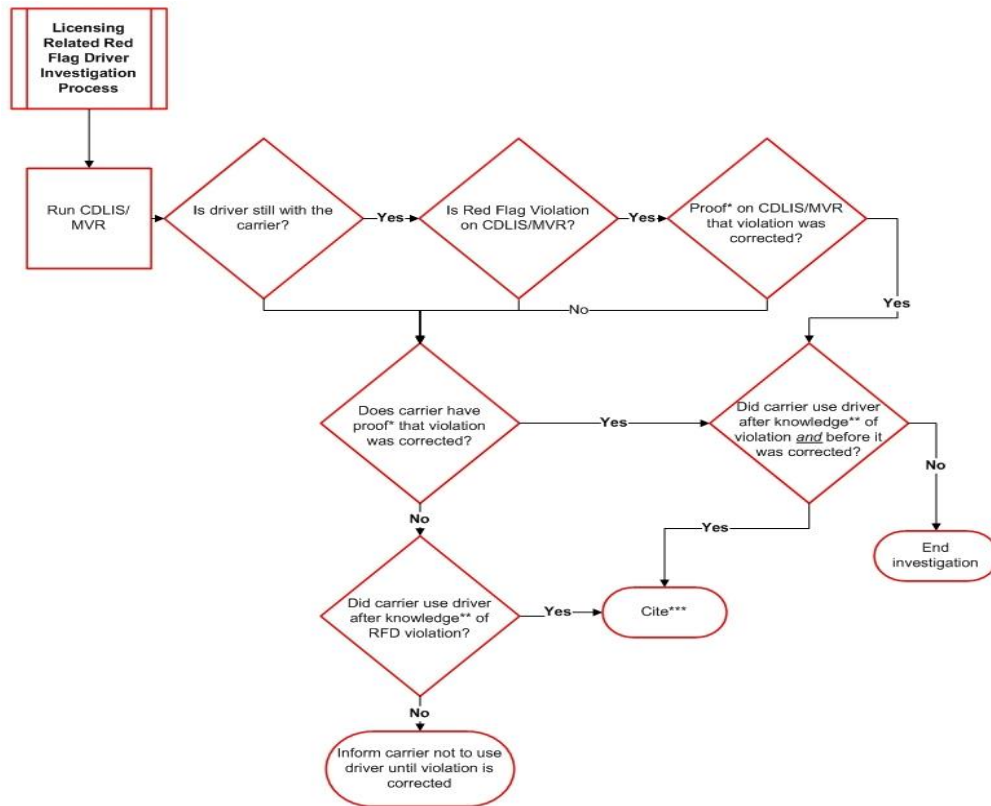 Licensing
Related Red
Flag Driver
Investigation
Process
Run CDLIS/
MVR
Is driver still with the
carrier?
Yes
Is Red Flag Violation
on CDLIS/MVR?
Yes
Proof* on CDLIS/MVR
that violation was
corrected?
Yes
No
Does carrier have
proof* that violation
was corrected?
Yes
Did carrier use driver
after knowledge** of
violation and before it
was corrected?
No
Yes
No
End
investigation
Did carrier use driver
after knowledge** of
RFD violation?
Yes
Cite***
No
Inform carrier not to use
driver until violation is
corrected